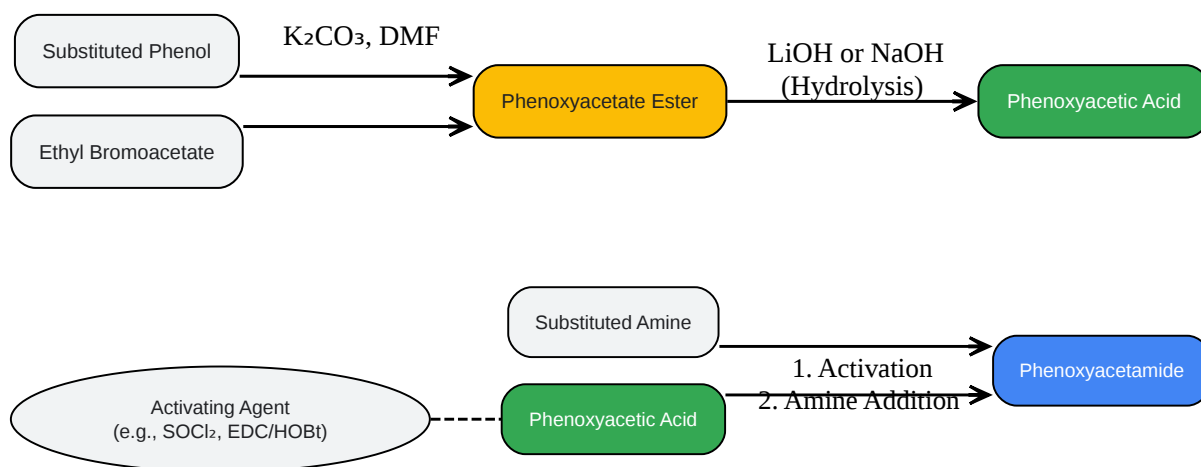 Substituted Phenol
K₂CO₃, DMF
LiOH or NaOH
(Hydrolysis)
Phenoxyacetate Ester
Phenoxyacetic Acid
Ethyl Bromoacetate
Substituted Amine
1. Activation
2. Amine Addition
Phenoxyacetamide
Activating Agent
(e.g., SOCl₂, EDC/HOBt)
Phenoxyacetic Acid